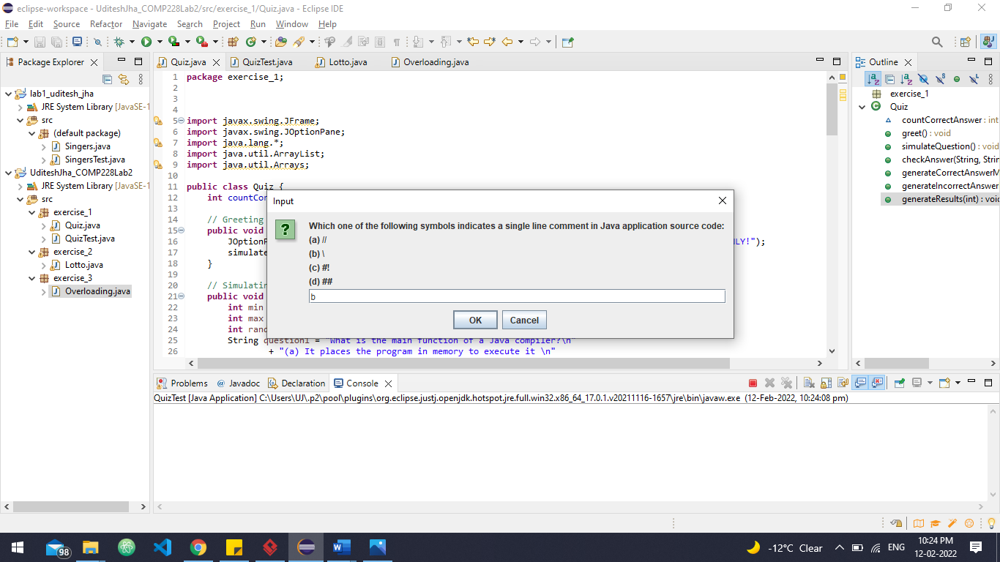 eclipse-workspace - UditeshJha_COMP228Lab2/src/exercise_1/Quiz.java - Eclipse IDE
File Edit Source Refactor Navigate Search Project Run Window Help
Package Explorer
lab1_uditesh_jha
JRE System Library [JavaSE-1
src
(default package)
Singers.java
SingersTest.java
UditeshJha_COMP228Lab2
JRE System Library [JavaSE-1
src
exercise_1
Quiz.java
QuizTest.java
exercise_2
Lotto.java
exercise_3
Overloading.java
Quiz.java QuizTest.java Lotto.java Overloading.java
1 package exercise_1;
2
3
4
5 import javax.swing.JFrame;
6 import javax.swing.JOptionPane;
7 import java.lang.*;
8 import java.util.ArrayList;
9 import java.util.Arrays;
10
11 public class Quiz {
12 int countCor
13
14 // Greeting
15 public void
16 JOptionP LY!");
17 simulate
18 }
19
20 // Simulatin
21 public void
22 int min
23 int max
24 int rand
25 String question1 = "What is the main function of a Java compiler?\n"
26 + "(a) It places the program in memory to execute it \n"
Input
Which one of the following symbols indicates a single line comment in Java application source code:
(a) //
(b) \
(c) #!
(d) ##
b
OK Cancel
Outline
exercise_1
Quiz
countCorrectAnswer : int
greet() : void
simulateQuestion() : void
checkAnswer(String, Strin
generateCorrectAnswerM
generateIncorrectAnswer
generateResults(int) : void
Problems Javadoc Declaration Console
QuizTest [Java Application] C:\Users\UJ\.p2\pool\plugins\org.eclipse.justj.openjdk.hotspot.jre.full.win32.x86_64_17.0.1.v20211116-1657\jre\bin\javaw.exe (12-Feb-2022, 10:24:08 pm)
98
-12°C Clear
ENG
10:24 PM
12-02-2022